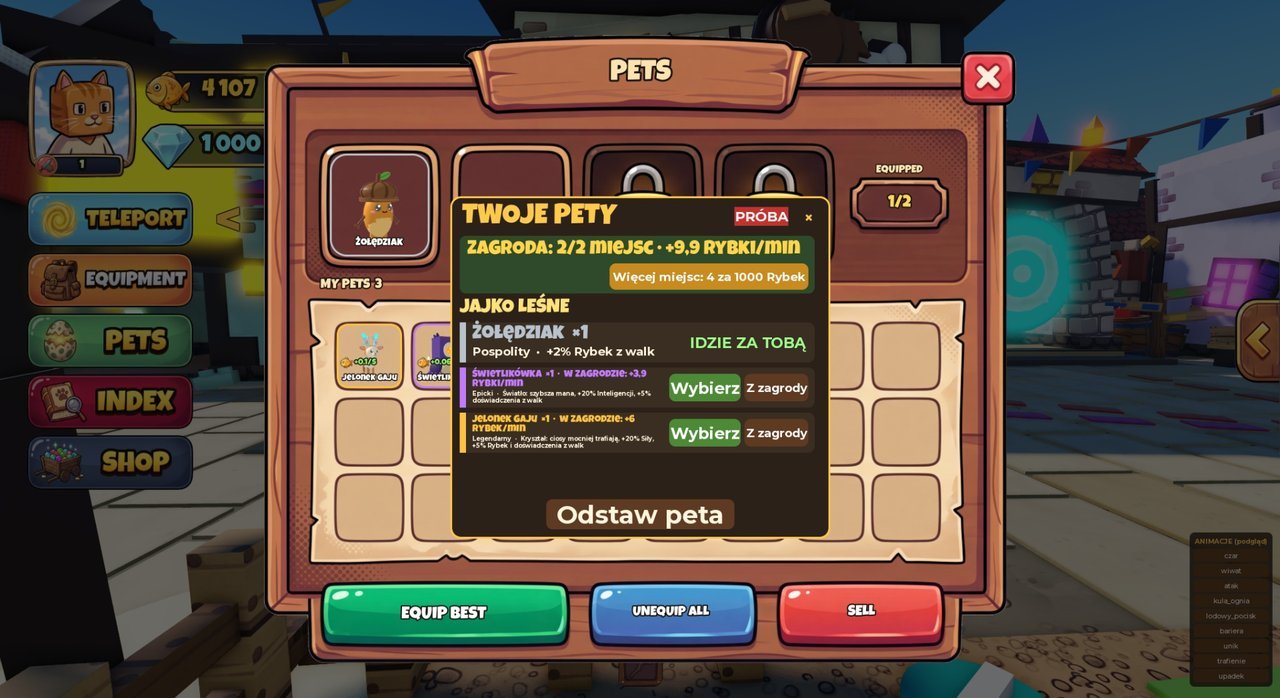 PETS
4107
1000
1
TELEPORT
EQUIPMENT
PETS
INDEX
SHOP
ŻOŁĘDZIAK
EQUIPPED
1/2
MY PETS 3
+0.1/s
JELONEK GAJU
+0.06
ŚWIETLIK
TWOJE PETY
PRÓBA
×
ZAGRODA: 2/2 MIEJSC · +9,9 RYBKI/MIN
Więcej miejsc: 4 za 1000 Rybek
JAJKO LEŚNE
ŻOŁĘDZIAK ×1
Pospolity · +2% Rybek z walk
IDZIE ZA TOBĄ
ŚWIETLIKÓWKA ×1 · W ZAGRODZIE: +3,9
RYBKI/MIN
Epicki · Światło: szybsza mana, +20% Inteligencji, +5%
doświadczenia z walk
Wybierz
Z zagrody
JELONEK GAJU ×1 · W ZAGRODZIE: +6
RYBEK/MIN
Legendarny · Kryształ: ciosy mocniej trafiają, +20% Siły,
+5% Rybek i doświadczenia z walk
Wybierz
Z zagrody
Odstaw peta
EQUIP BEST
UNEQUIP ALL
SELL
ANIMACJE (podgląd)
czar
wiwat
atak
kula_ognia
lodowy_pocisk
bariera
unik
trafienie
upadek